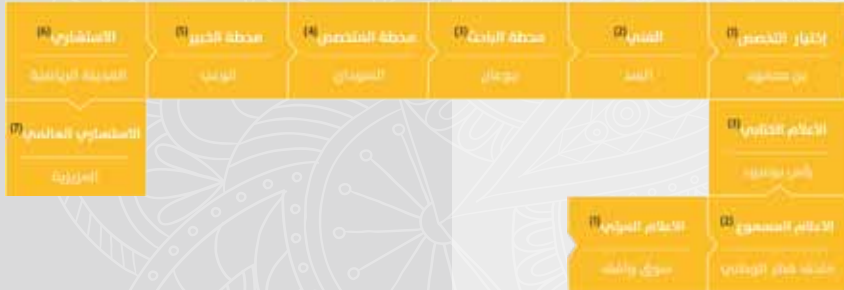 إختيار التخصص (1)
بن محمود
الفني (2)
السد
محطة الباحث (3)
جوعان
محطة المتخصص (4)
السودان
محطة الخبير (5)
الوعب
الاستشاري (6)
المدينة الرياضية
الاستشاري العالمي (7)
العزيزية
الأعلام الكتابي (3)
رأس بوعبود
الاعلام المسموع (2)
متحف قطر الوطني
الاعلام المرئي (1)
سوق واقف